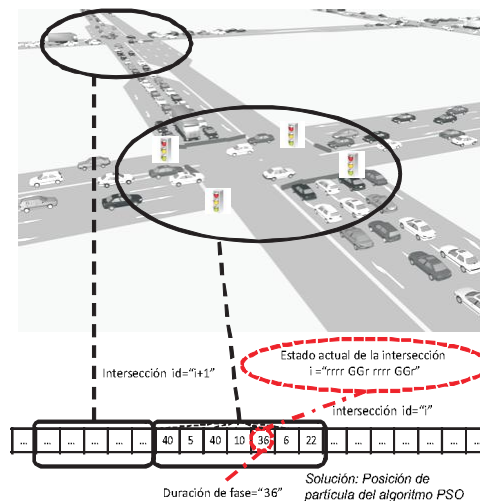 Estado actual de la intersección
i ="rrrr GGr rrrr GGr"
Intersección id="i+1"
intersección id="i"
... ... ... ... ... ... 40 5 40 10 36 6 22 ... ... ... ... ... ...
Duración de fase="36"
Solución: Posición de
partícula del algoritmo PSO